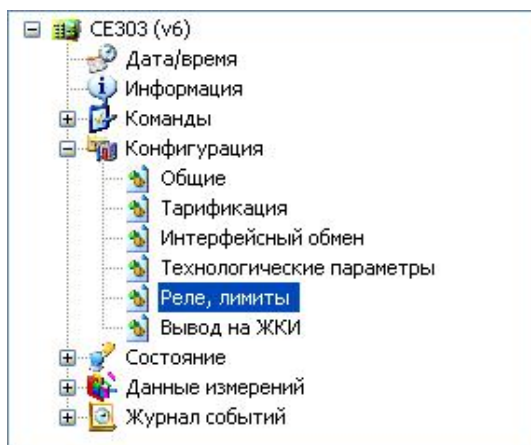 CE303 (v6)
Дата/время
Информация
Команды
Конфигурация
Общие
Тарификация
Интерфейсный обмен
Технологические параметры
Реле, лимиты
Вывод на ЖКИ
Состояние
Данные измерений
Журнал событий